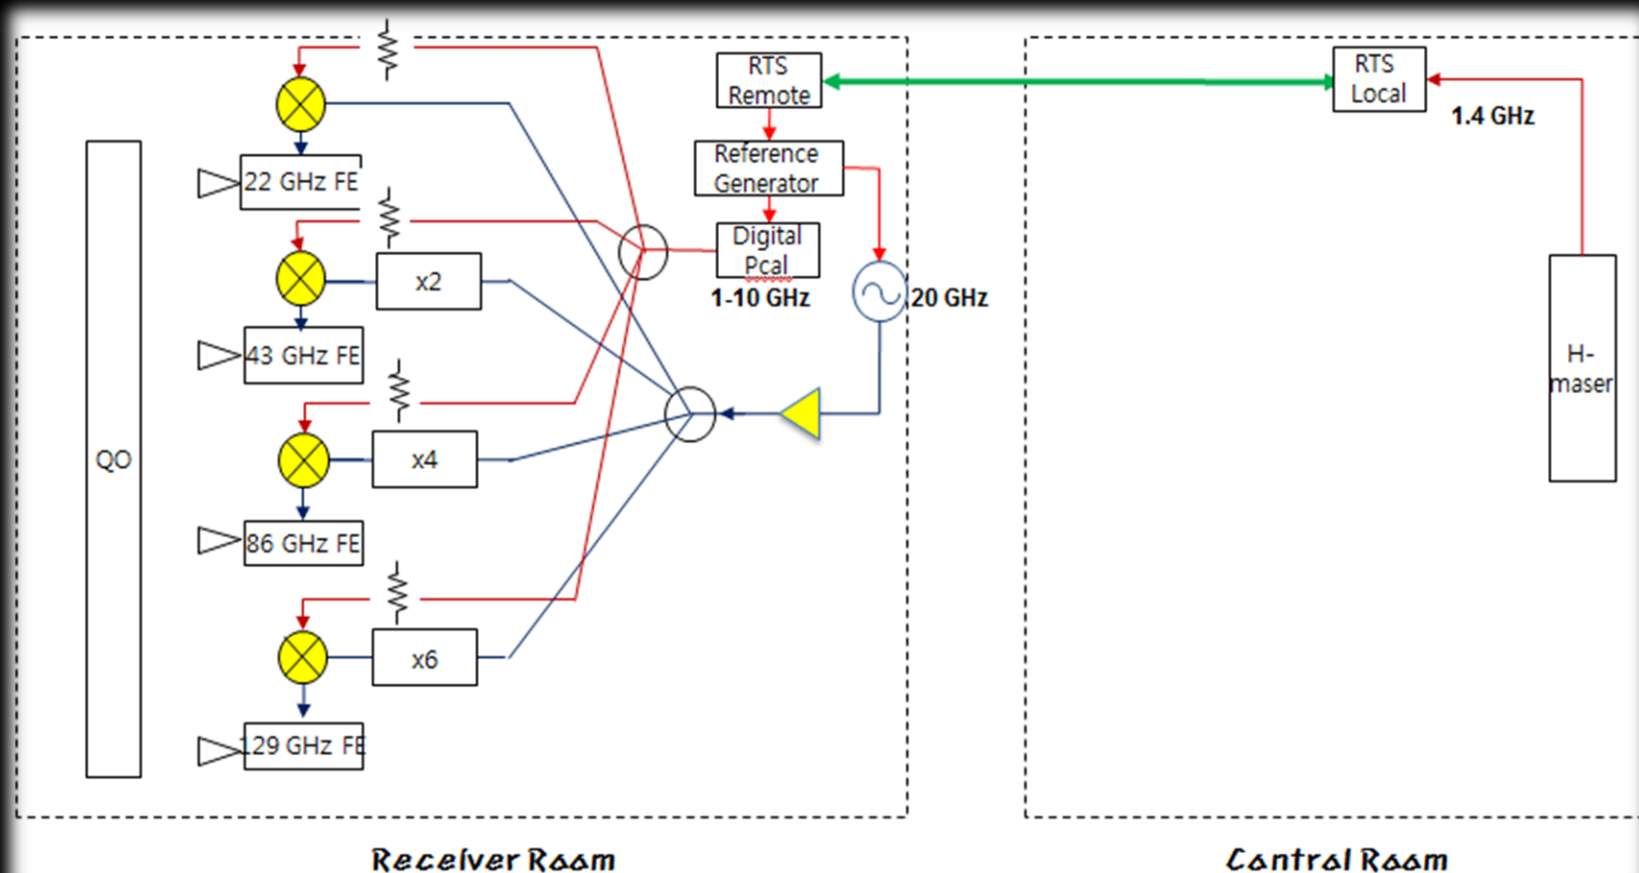 RTS
Remote
RTS
Local
1.4 GHz
Reference
Generator
22 GHz FE
Digital
Pcal
1-10 GHz
20 GHz
x2
43 GHz FE
H-
maser
QO
x4
86 GHz FE
x6
129 GHz FE
Receiver Room
Control Room